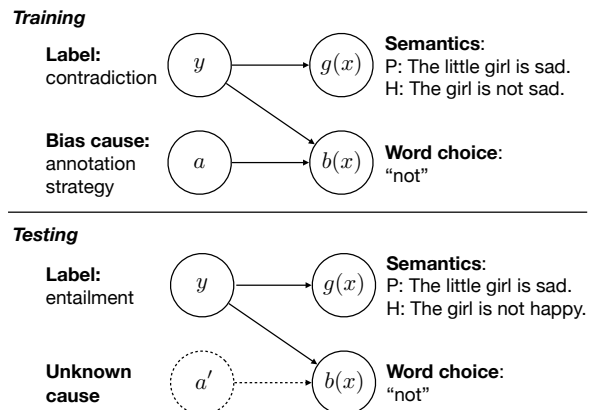 Training
Label:
contradiction
y
g(x)
Semantics:
P: The little girl is sad.
H: The girl is not sad.
Bias cause:
annotation
strategy
a
b(x)
Word choice:
“not”
Testing
Label:
entailment
y
g(x)
Semantics:
P: The little girl is sad.
H: The girl is not happy.
Unknown
cause
a′
b(x)
Word choice:
“not”